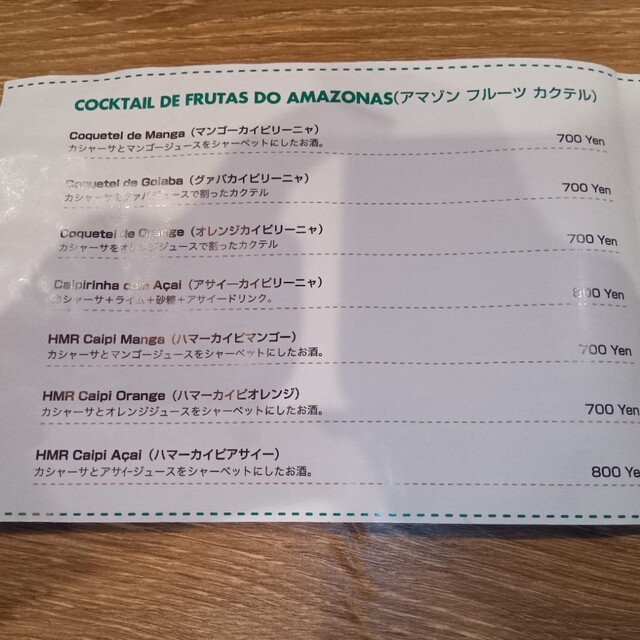 COCKTAIL DE FRUTAS DO AMAZONAS(アマゾン フルーツ カクテル)
Coquetel de Manga(マンゴーカイピリーニャ) 700 Yen
カシャーサとマンゴージュースをシャーベットにしたお酒。
Coquetel de Goiaba(グァバカイピリーニャ) 700 Yen
カシャーサをグァバジュースで割ったカクテル
Coquetel de Orange(オレンジカイピリーニャ) 700 Yen
カシャーサをオレンジジュースで割ったカクテル
Caipirinha com Açai(アサイーカイピリーニャ) 800 Yen
カシャーサ+ライム+砂糖+アサイードリンク。
HMR Caipi Manga(ハマーカイピマンゴー) 700 Yen
カシャーサとマンゴージュースをシャーベットにしたお酒。
HMR Caipi Orange(ハマーカイピオレンジ) 700 Yen
カシャーサとオレンジジュースをシャーベットにしたお酒。
HMR Caipi Açai(ハマーカイピアサイー) 800 Ye
カシャーサとアサイージュースをシャーベットにしたお酒。